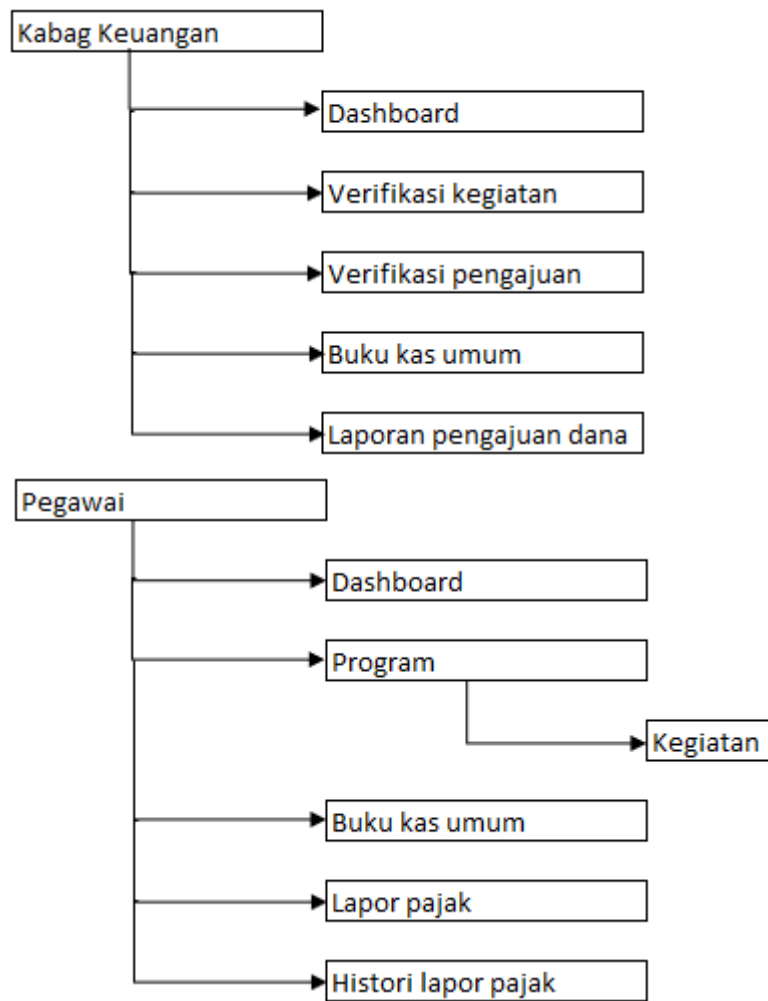 Kabag Keuangan
Dashboard
Verifikasi kegiatan
Verifikasi pengajuan
Buku kas umum
Laporan pengajuan dana
Pegawai
Dashboard
Program
Kegiatan
Buku kas umum
Lapor pajak
Histori lapor pajak